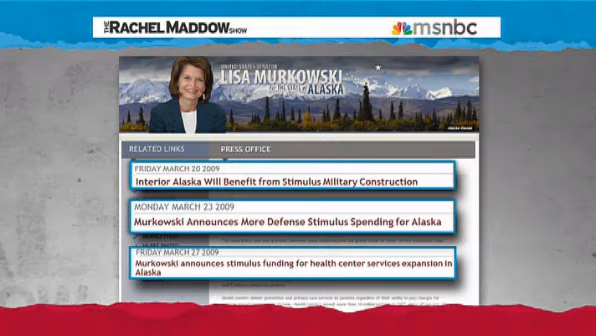 THE RACHEL MADDOW SHOW
msnbc
UNITED STATES SENATOR
LISA MURKOWSKI
OF THE STATE OF ALASKA
RELATED LINKS
PRESS OFFICE
FRIDAY MARCH 20 2009
Interior Alaska Will Benefit from Stimulus Military Construction
MONDAY MARCH 23 2009
Murkowski Announces More Defense Stimulus Spending for Alaska
FRIDAY MARCH 27 2009
Murkowski announces stimulus funding for health center services expansion in
Alaska